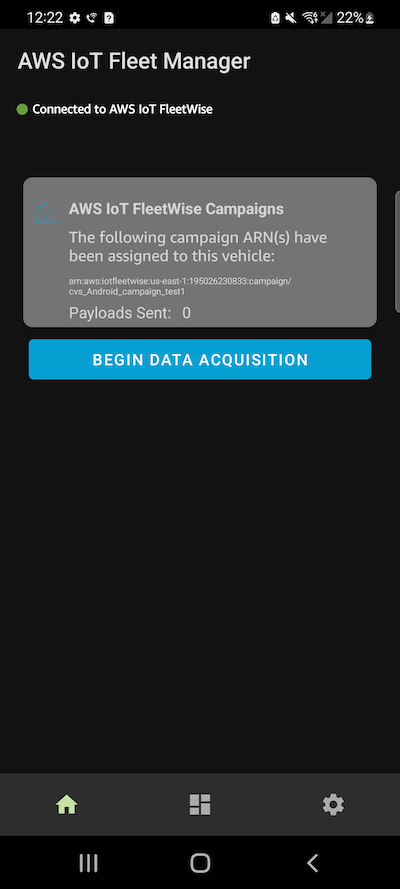 12:22 22%
AWS IoT Fleet Manager
Connected to AWS IoT FleetWise
AWS IoT FleetWise Campaigns
The following campaign ARN(s) have
been assigned to this vehicle:
arn:aws:iotfleetwise:us-east-1:195026230833:campaign/
cvs_Android_campaign_test1
Payloads Sent: 0
BEGIN DATA ACQUISITION